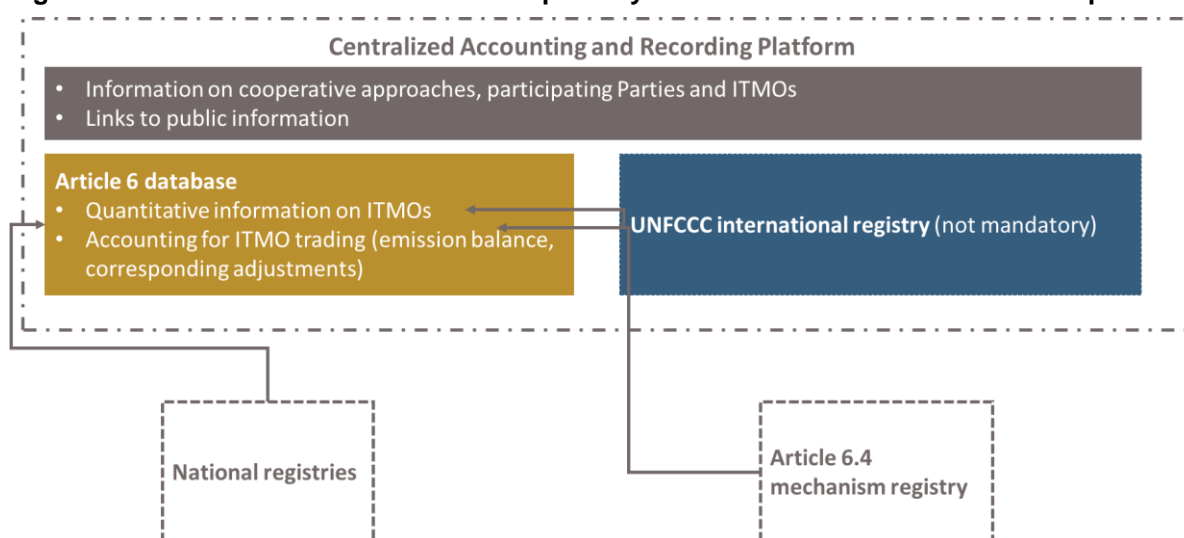 Centralized Accounting and Recording Platform
• Information on cooperative approaches, participating Parties and ITMOs
• Links to public information
Article 6 database
• Quantitative information on ITMOs
• Accounting for ITMO trading (emission balance,
corresponding adjustments)
UNFCCC international registry (not mandatory)
National registries
Article 6.4
mechanism registry